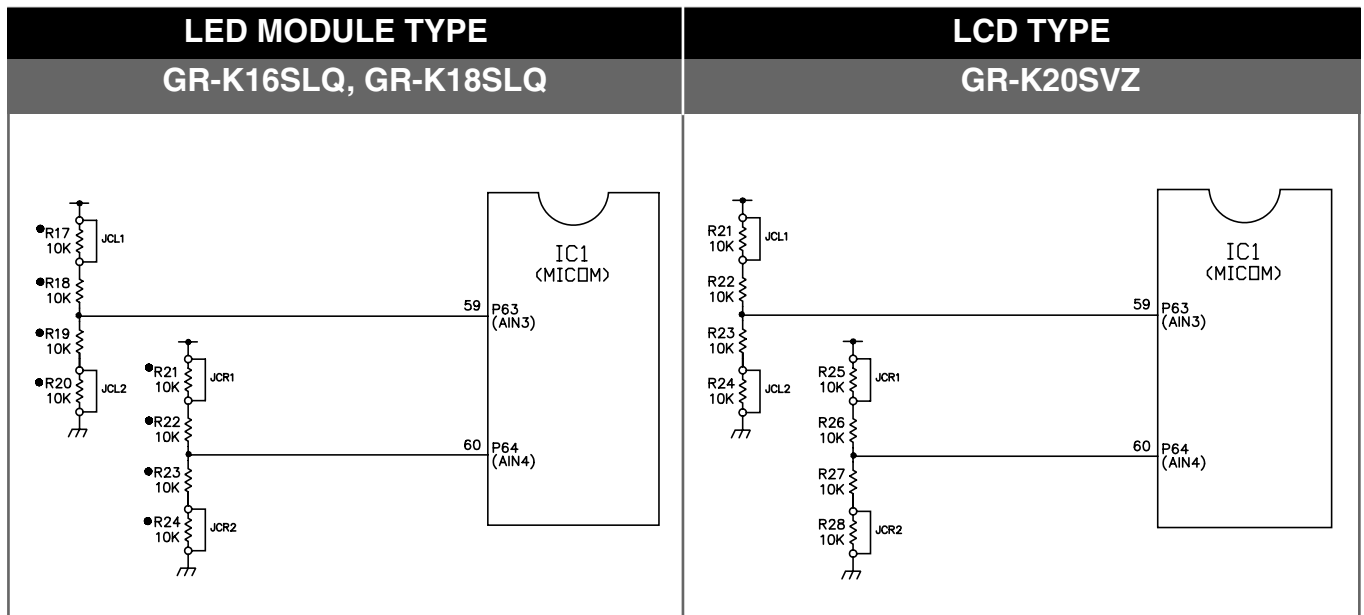 LED MODULE TYPE
LCD TYPE
GR-K16SLQ, GR-K18SLQ
GR-K20SVZ
●R17
10K
JCL1
●R18
10K
●R19
10K
●R20
10K
JCL2
●R21
10K
JCR1
●R22
10K
●R23
10K
●R24
10K
JCR2
IC1
(MICOM)
59
P63
(AIN3)
60
P64
(AIN4)
R21
10K
JCL1
R22
10K
R23
10K
R24
10K
JCL2
R25
10K
JCR1
R26
10K
R27
10K
R28
10K
JCR2
IC1
(MICOM)
59
P63
(AIN3)
60
P64
(AIN4)